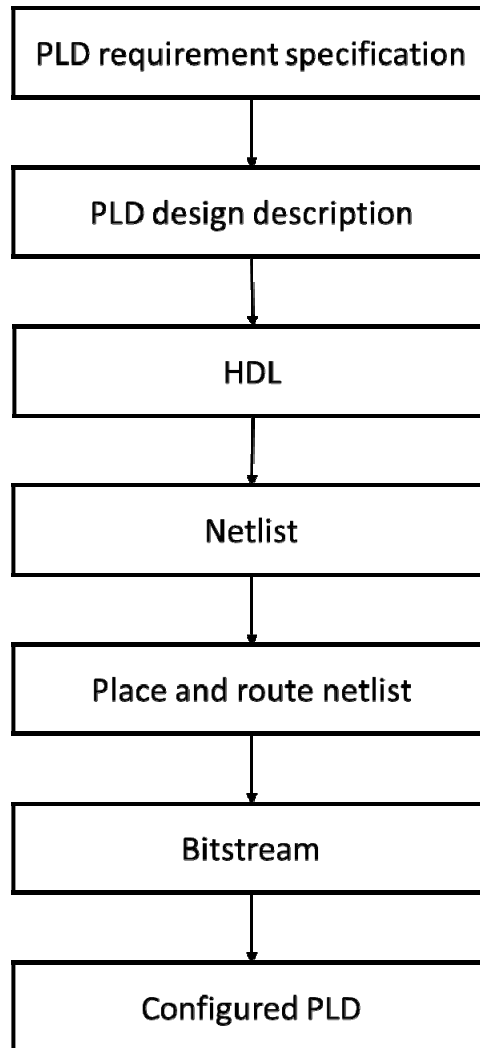 PLD requirement specification
PLD design description
HDL
Netlist
Place and route netlist
Bitstream
Configured PLD